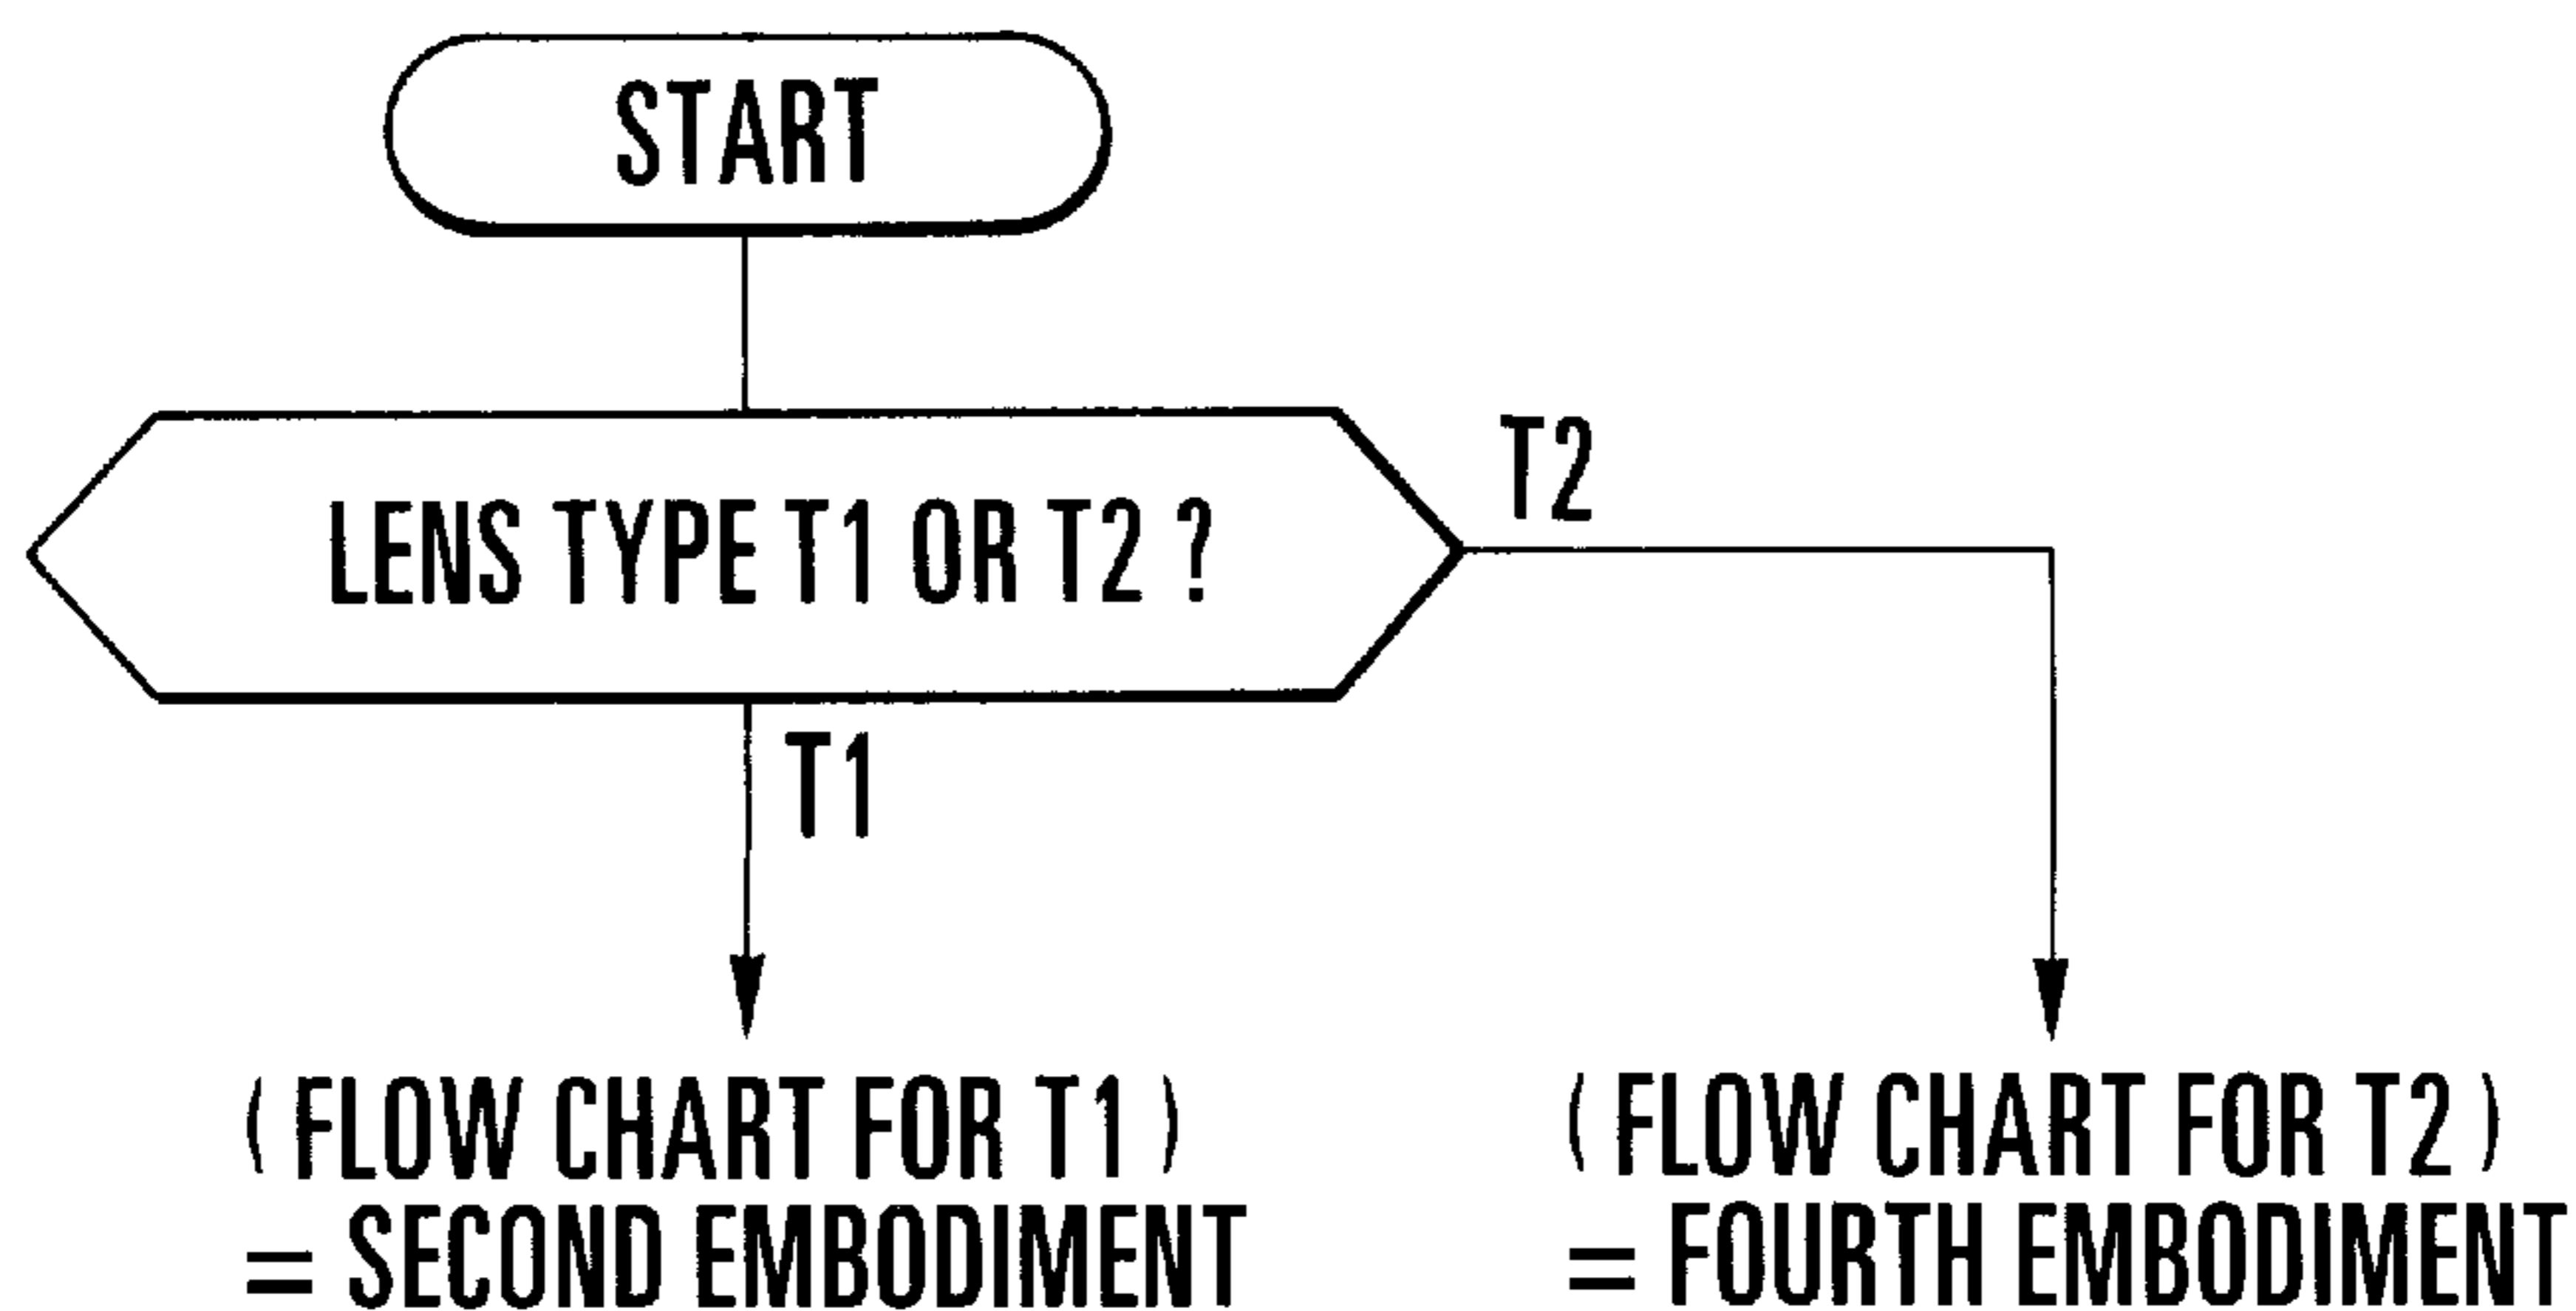 START
LENS TYPE T1 OR T2 ?
T2
T1
( FLOW CHART FOR T1 )
= SECOND EMBODIMENT
( FLOW CHART FOR T2 )
= FOURTH EMBODIMENT